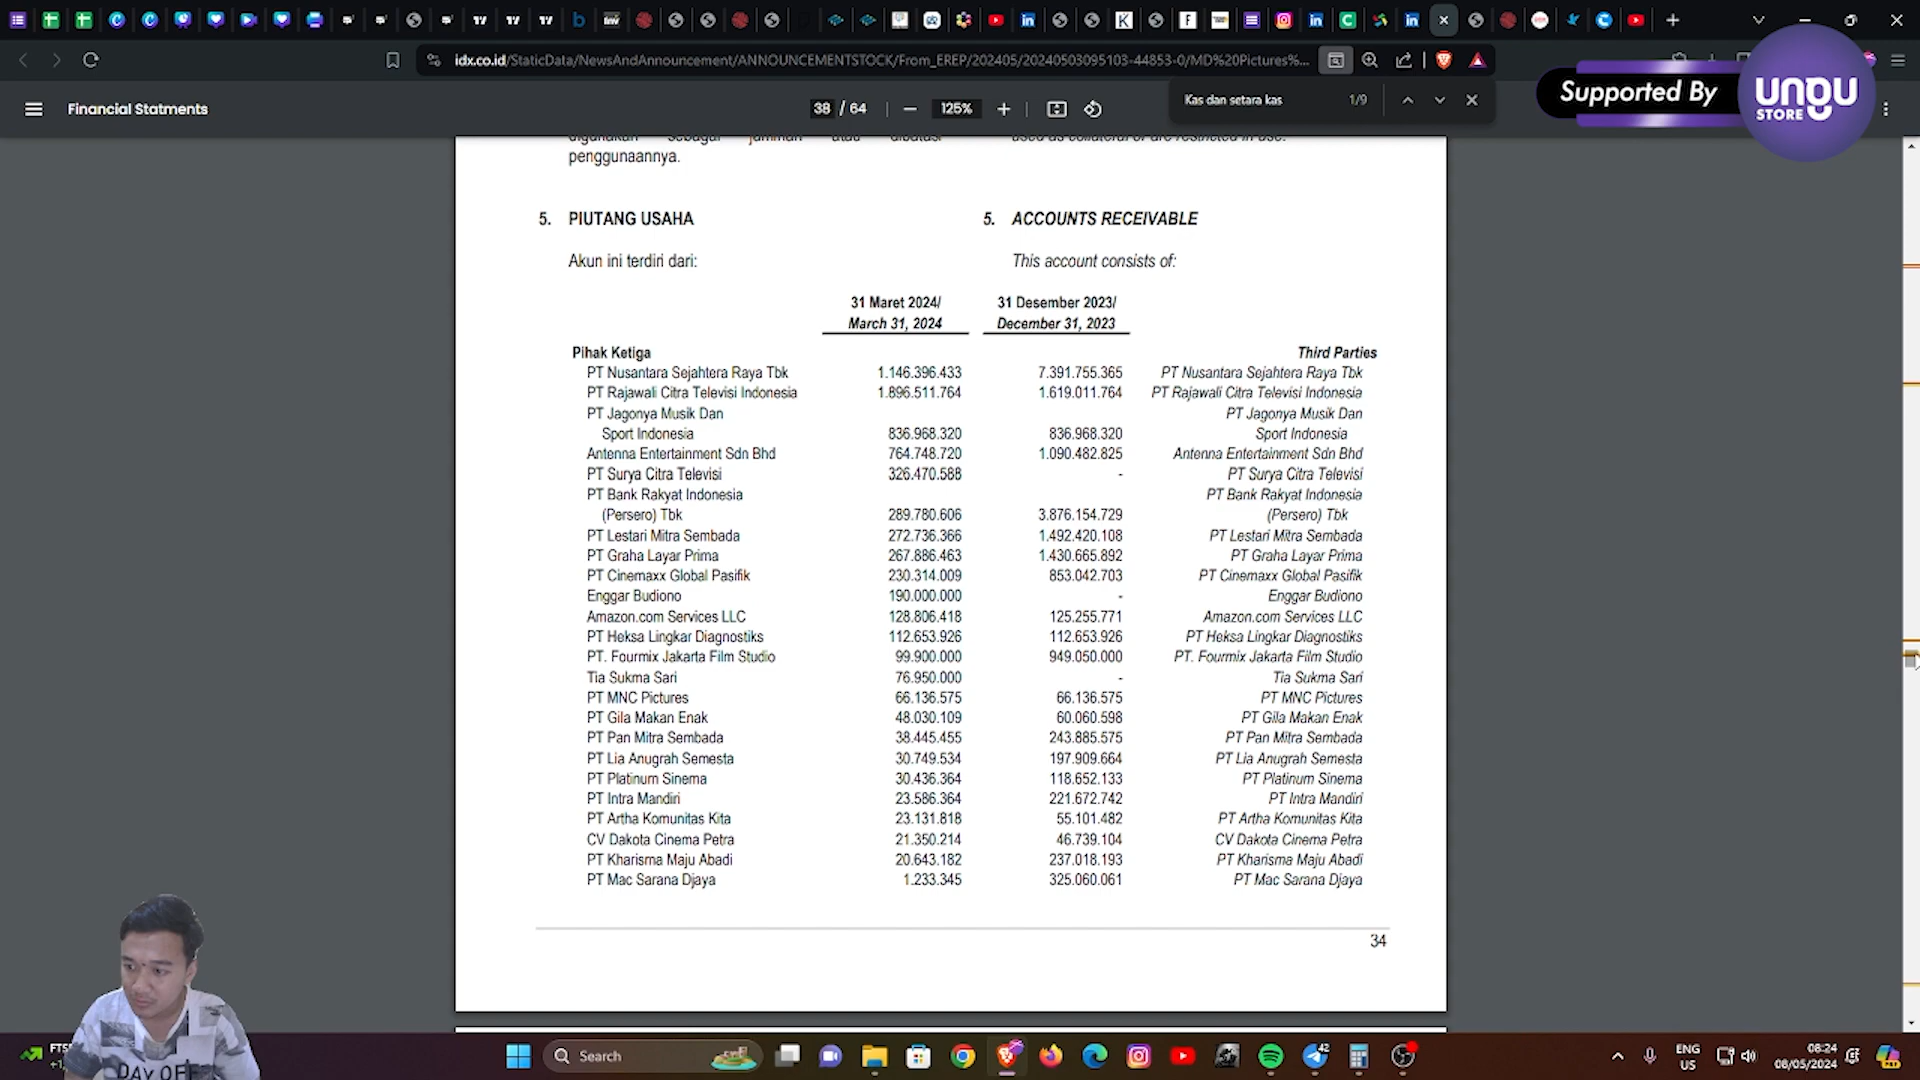 idx.co.id/StaticData/NewsAndAnnouncement/ANNOUNCEMENTSTOCK/From_EREP/202405/20240503095103-44853-0/MD%20Pictures%...
Supported By
UNGU
STORE
Financial Statments
38 / 64
125%
Kas dan setara kas
1/9
digunakan sebagai jaminan atau dibatasi
used as collateral or are restricted in use.
penggunaannya.
5. PIUTANG USAHA
5. ACCOUNTS RECEIVABLE
Akun ini terdiri dari:
This account consists of:
31 Maret 2024/ 31 Desember 2023/
March 31, 2024 December 31, 2023
Pihak Ketiga Third Parties
PT Nusantara Sejahtera Raya Tbk 1.146.396.433 7.391.755.365 PT Nusantara Sejahtera Raya Tbk
PT Rajawali Citra Televisi Indonesia 1.896.511.764 1.619.011.764 PT Rajawali Citra Televisi Indonesia
PT Jagonya Musik Dan PT Jagonya Musik Dan
Sport Indonesia 836.968.320 836.968.320 Sport Indonesia
Antenna Entertainment Sdn Bhd 764.748.720 1.090.482.825 Antenna Entertainment Sdn Bhd
PT Surya Citra Televisi 326.470.588 - PT Surya Citra Televisi
PT Bank Rakyat Indonesia PT Bank Rakyat Indonesia
(Persero) Tbk 289.780.606 3.876.154.729 (Persero) Tbk
PT Lestari Mitra Sembada 272.736.366 1.492.420.108 PT Lestari Mitra Sembada
PT Graha Layar Prima 267.886.463 1.430.665.892 PT Graha Layar Prima
PT Cinemaxx Global Pasifik 230.314.009 853.042.703 PT Cinemaxx Global Pasifik
Enggar Budiono 190.000.000 - Enggar Budiono
Amazon.com Services LLC 128.806.418 125.255.771 Amazon.com Services LLC
PT Heksa Lingkar Diagnostiks 112.653.926 112.653.926 PT Heksa Lingkar Diagnostiks
PT. Fourmix Jakarta Film Studio 99.900.000 949.050.000 PT. Fourmix Jakarta Film Studio
Tia Sukma Sari 76.950.000 - Tia Sukma Sari
PT MNC Pictures 66.136.575 66.136.575 PT MNC Pictures
PT Gila Makan Enak 48.030.109 60.060.598 PT Gila Makan Enak
PT Pan Mitra Sembada 38.445.455 243.885.575 PT Pan Mitra Sembada
PT Lia Anugrah Semesta 30.749.534 197.909.664 PT Lia Anugrah Semesta
PT Platinum Sinema 30.436.364 118.652.133 PT Platinum Sinema
PT Intra Mandiri 23.586.364 221.672.742 PT Intra Mandiri
PT Artha Komunitas Kita 23.131.818 55.101.482 PT Artha Komunitas Kita
CV Dakota Cinema Petra 21.350.214 46.739.104 CV Dakota Cinema Petra
PT Kharisma Maju Abadi 20.643.182 237.018.193 PT Kharisma Maju Abadi
PT Mac Sarana Djaya 1.233.345 325.060.061 PT Mac Sarana Djaya
34
DAY OFF
Search
42
ENG
US
08:24
08/05/2024